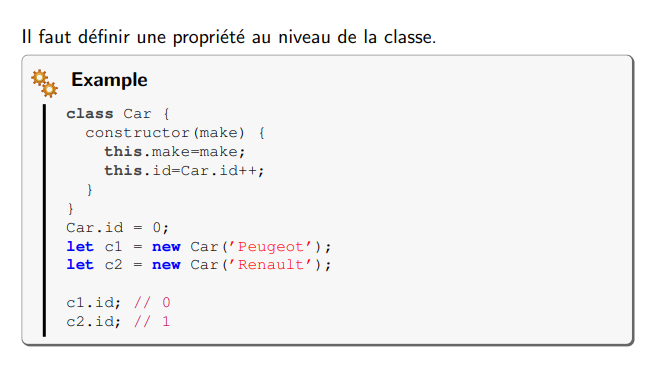 Il faut définir une propriété au niveau de la classe.
Example
class Car {
  constructor(make) {
    this.make=make;
    this.id=Car.id++;
  }
}
Car.id = 0;
let c1 = new Car('Peugeot');
let c2 = new Car('Renault');

c1.id; // 0
c2.id; // 1